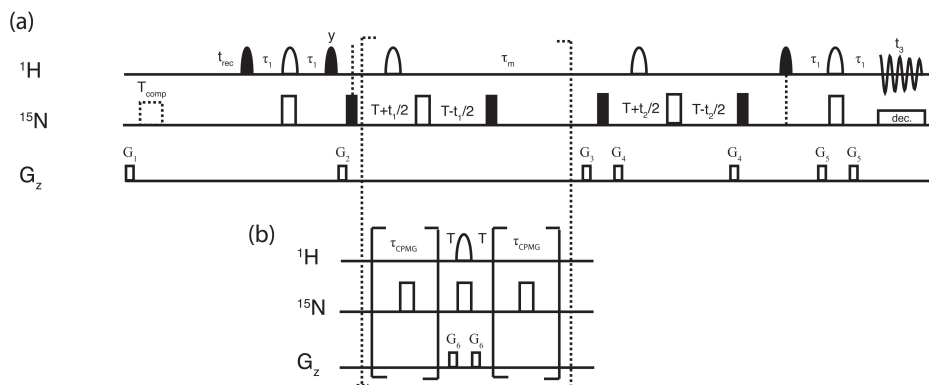 (a)
y
t_rec τ₁ τ₁ τ_m τ₁ τ₁ t₃
¹H
T_comp
T+t₁/2 T-t₁/2 T+t₂/2 T-t₂/2
¹⁵N
dec.
G₁ G₂ G₃ G₄ G₄ G₅ G₅
G_z
(b)
τ_CPMG T T τ_CPMG
¹H
¹⁵N
G₆ G₆
G_z